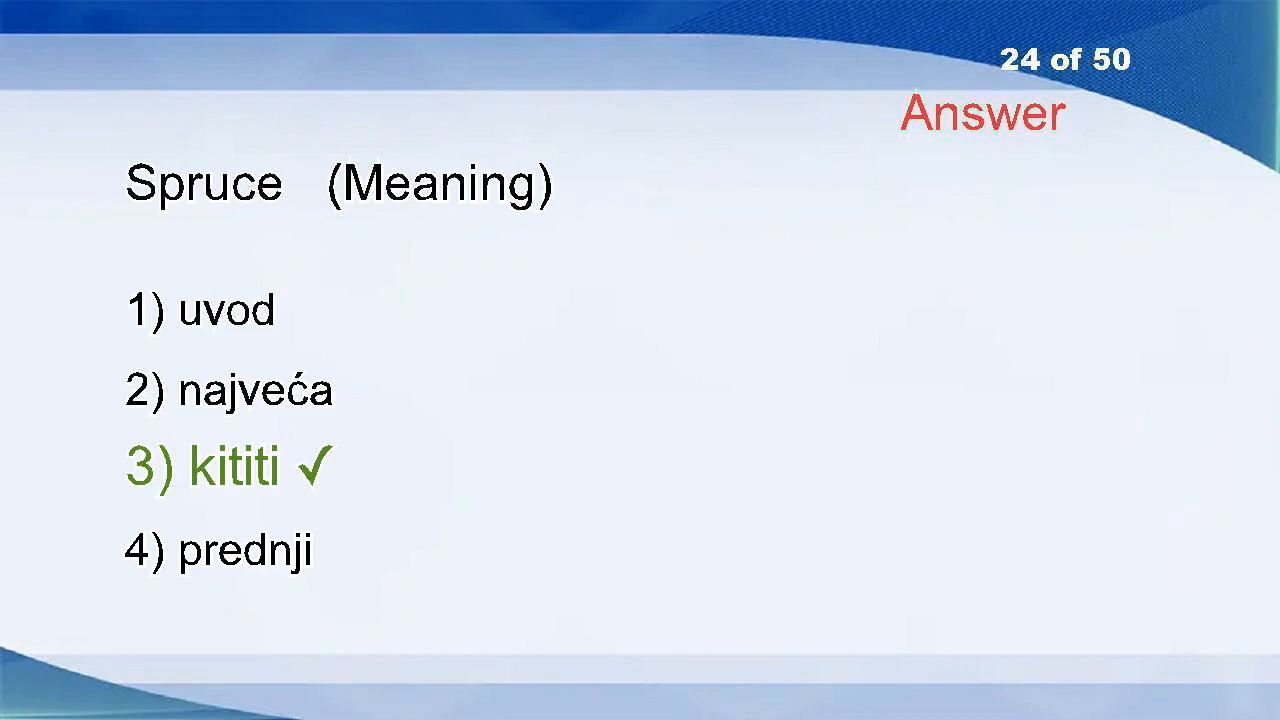 24 of 50
Answer
Spruce (Meaning)
1) uvod
2) najveća
3) kititi ✓
4) prednji